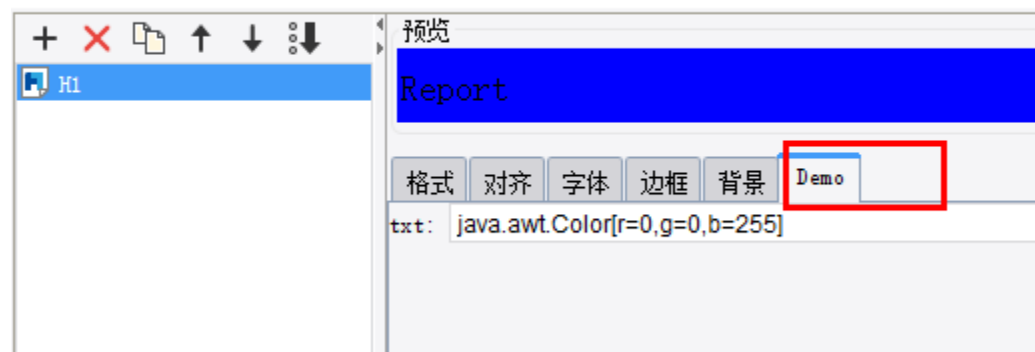 预览
H1
Report
格式 对齐 字体 边框 背景 Demo
txt: java.awt.Color[r=0,g=0,b=255]